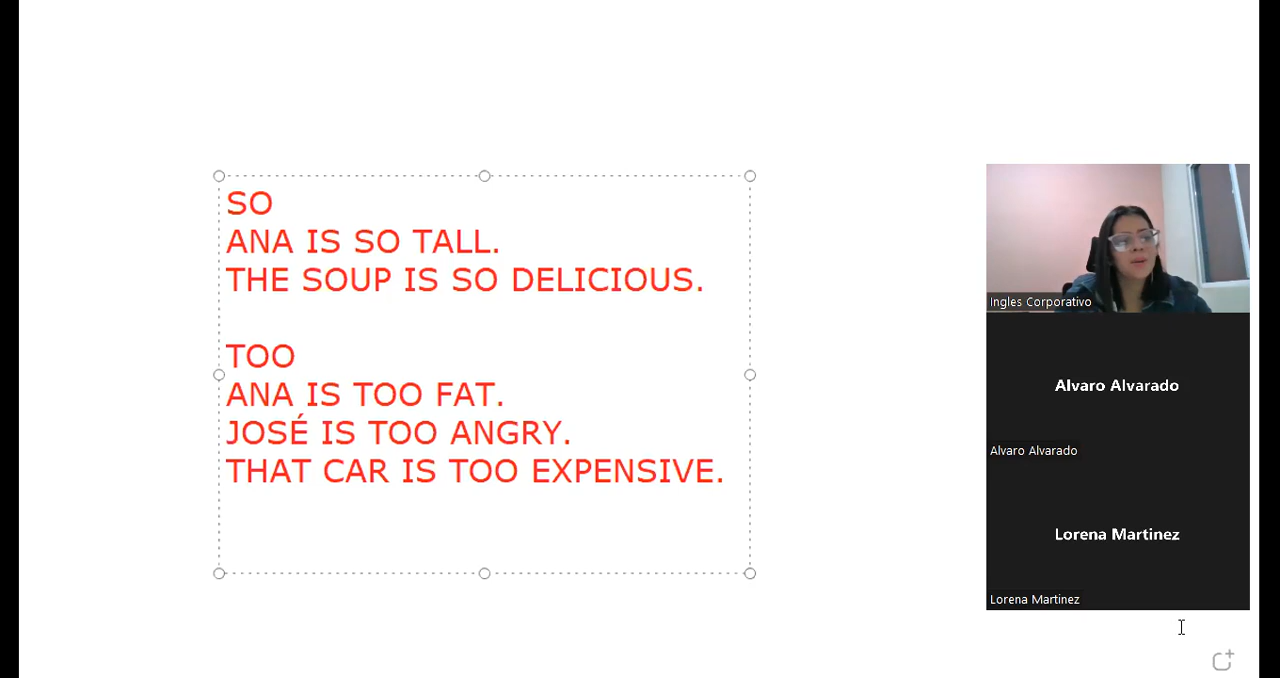 SO
ANA IS SO TALL.
THE SOUP IS SO DELICIOUS.
TOO
ANA IS TOO FAT.
JOSÉ IS TOO ANGRY.
THAT CAR IS TOO EXPENSIVE.
Ingles Corporativo
Alvaro Alvarado
Alvaro Alvarado
Lorena Martinez
Lorena Martinez